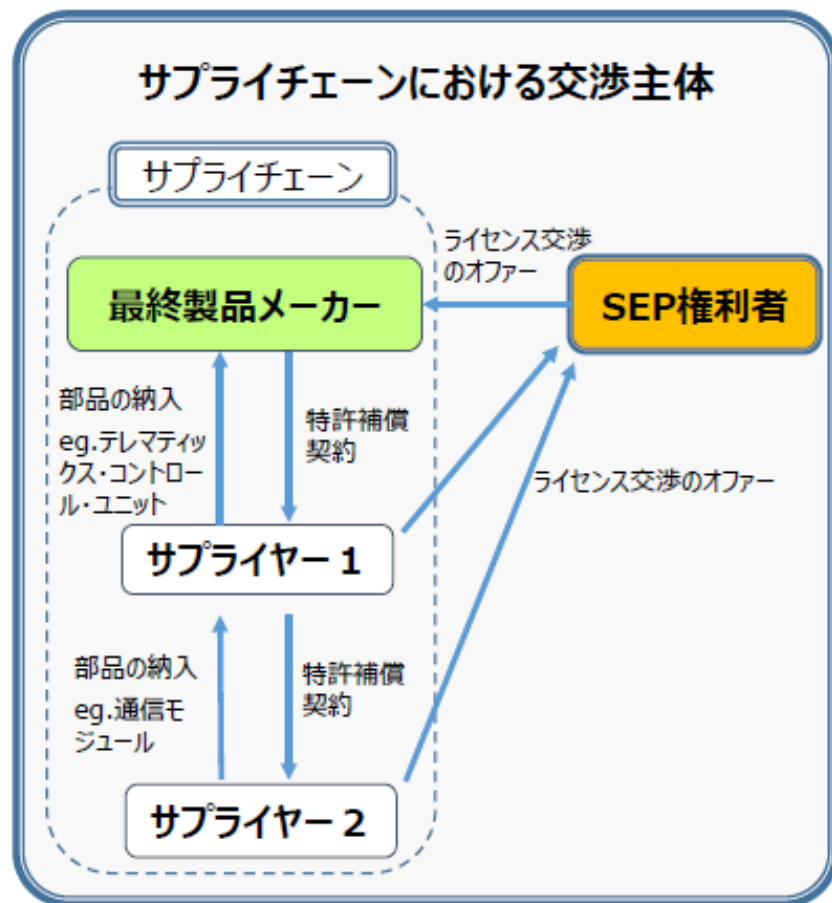 サプライチェーンにおける交渉主体
サプライチェーン
ライセンス交渉
のオファー
最終製品メーカー
SEP権利者
部品の納入
eg.テレマティッ
クス・コントロー
ル・ユニット
特許補償
契約
ライセンス交渉のオファー
サプライヤー1
部品の納入
eg.通信モ
ジュール
特許補償
契約
サプライヤー2